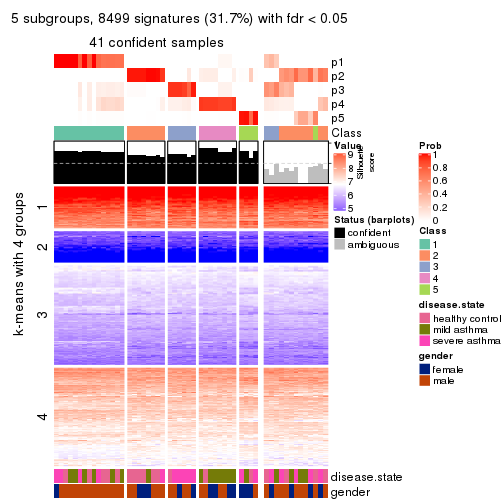 5 subgroups, 8499 signatures (31.7%) with fdr < 0.05
41 confident samples
p1
p2
p3
p4
p5
Class
Silhouette
score
k-means with 4 groups
1
2
3
4
disease.state
gender
Value
9
8
7
6
5
Status (barplots)
confident
ambiguous
Prob
1
0.8
0.6
0.4
0.2
0
Class
1
2
3
4
5
disease.state
healthy control
mild asthma
severe asthma
gender
female
male